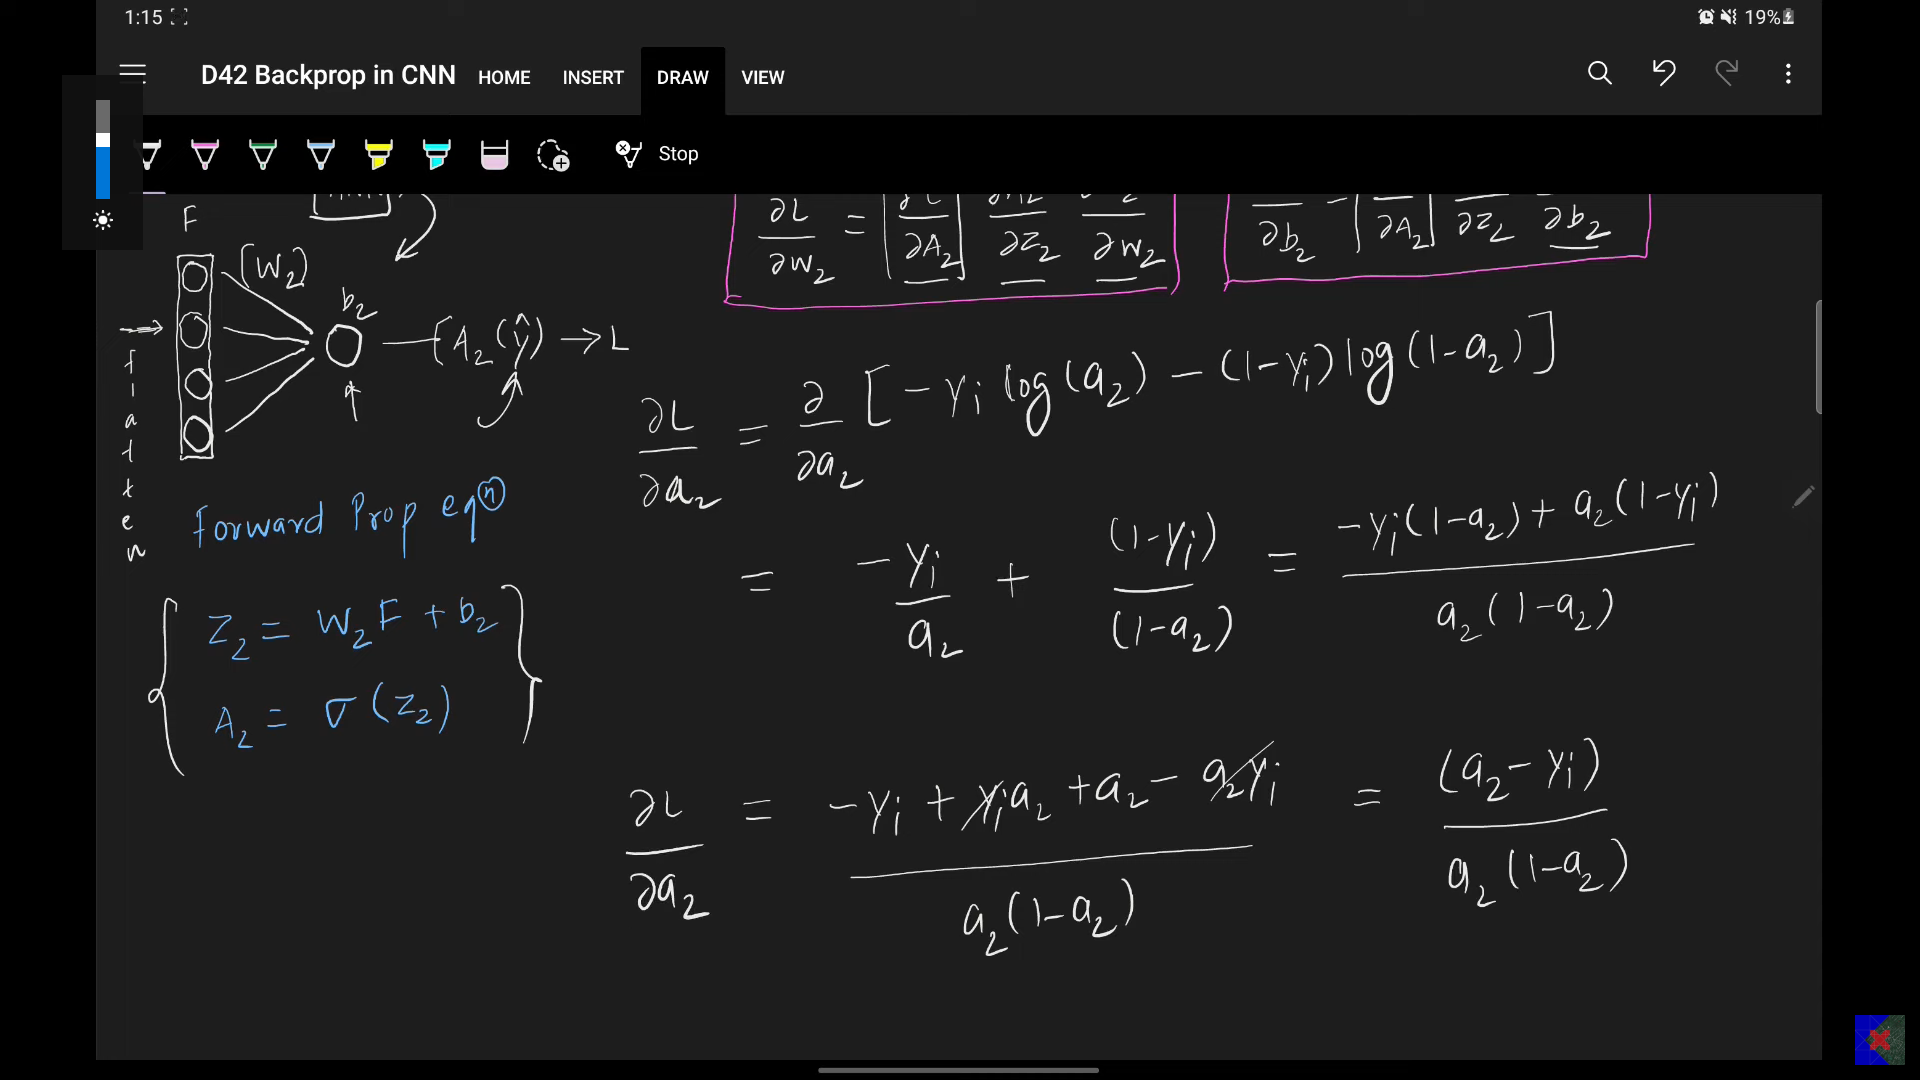 1:15 19%
D42 Backprop in CNN HOME INSERT DRAW VIEW
Stop
F
[W₂]
b₂
[A₂(ŷ) → L
flatten
Forward Prop eqⓝ
Z₂ = W₂F + b₂
A₂ = σ(Z₂)
∂L/∂W₂ = [∂L/∂A₂] ∂A₂/∂Z₂ ∂W₂
∂b₂ = [∂A₂] ∂Z₂ ∂b₂
∂L/∂a₂ = ∂/∂a₂ [-yᵢ log(a₂) - (1-yᵢ) log(1-a₂)]
= -yᵢ/a₂ + (1-yᵢ)/(1-a₂) = (-yᵢ(1-a₂) + a₂(1-yᵢ))/(a₂(1-a₂))
∂L/∂a₂ = (-yᵢ + yᵢa₂ + a₂ - a₂yᵢ)/(a₂(1-a₂)) = (a₂-yᵢ)/(a₂(1-a₂))